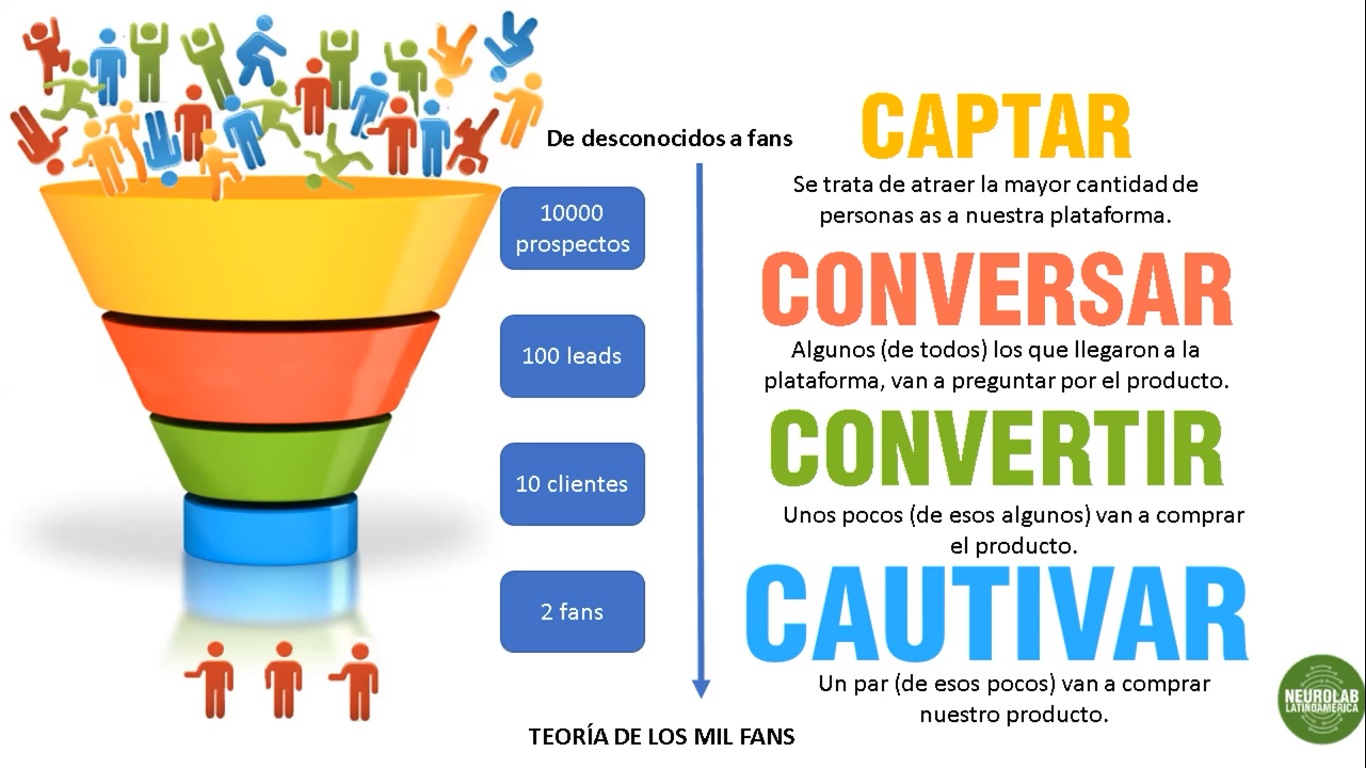 De desconocidos a fans
10000
prospectos
100 leads
10 clientes
2 fans
TEORÍA DE LOS MIL FANS
CAPTAR
Se trata de atraer la mayor cantidad de
personas as a nuestra plataforma.
CONVERSAR
Algunos (de todos) los que llegaron a la
plataforma, van a preguntar por el producto.
CONVERTIR
Unos pocos (de esos algunos) van a comprar
el producto.
CAUTIVAR
Un par (de esos pocos) van a comprar
nuestro producto.
NEUROLAB
LATINOAMÉRICA